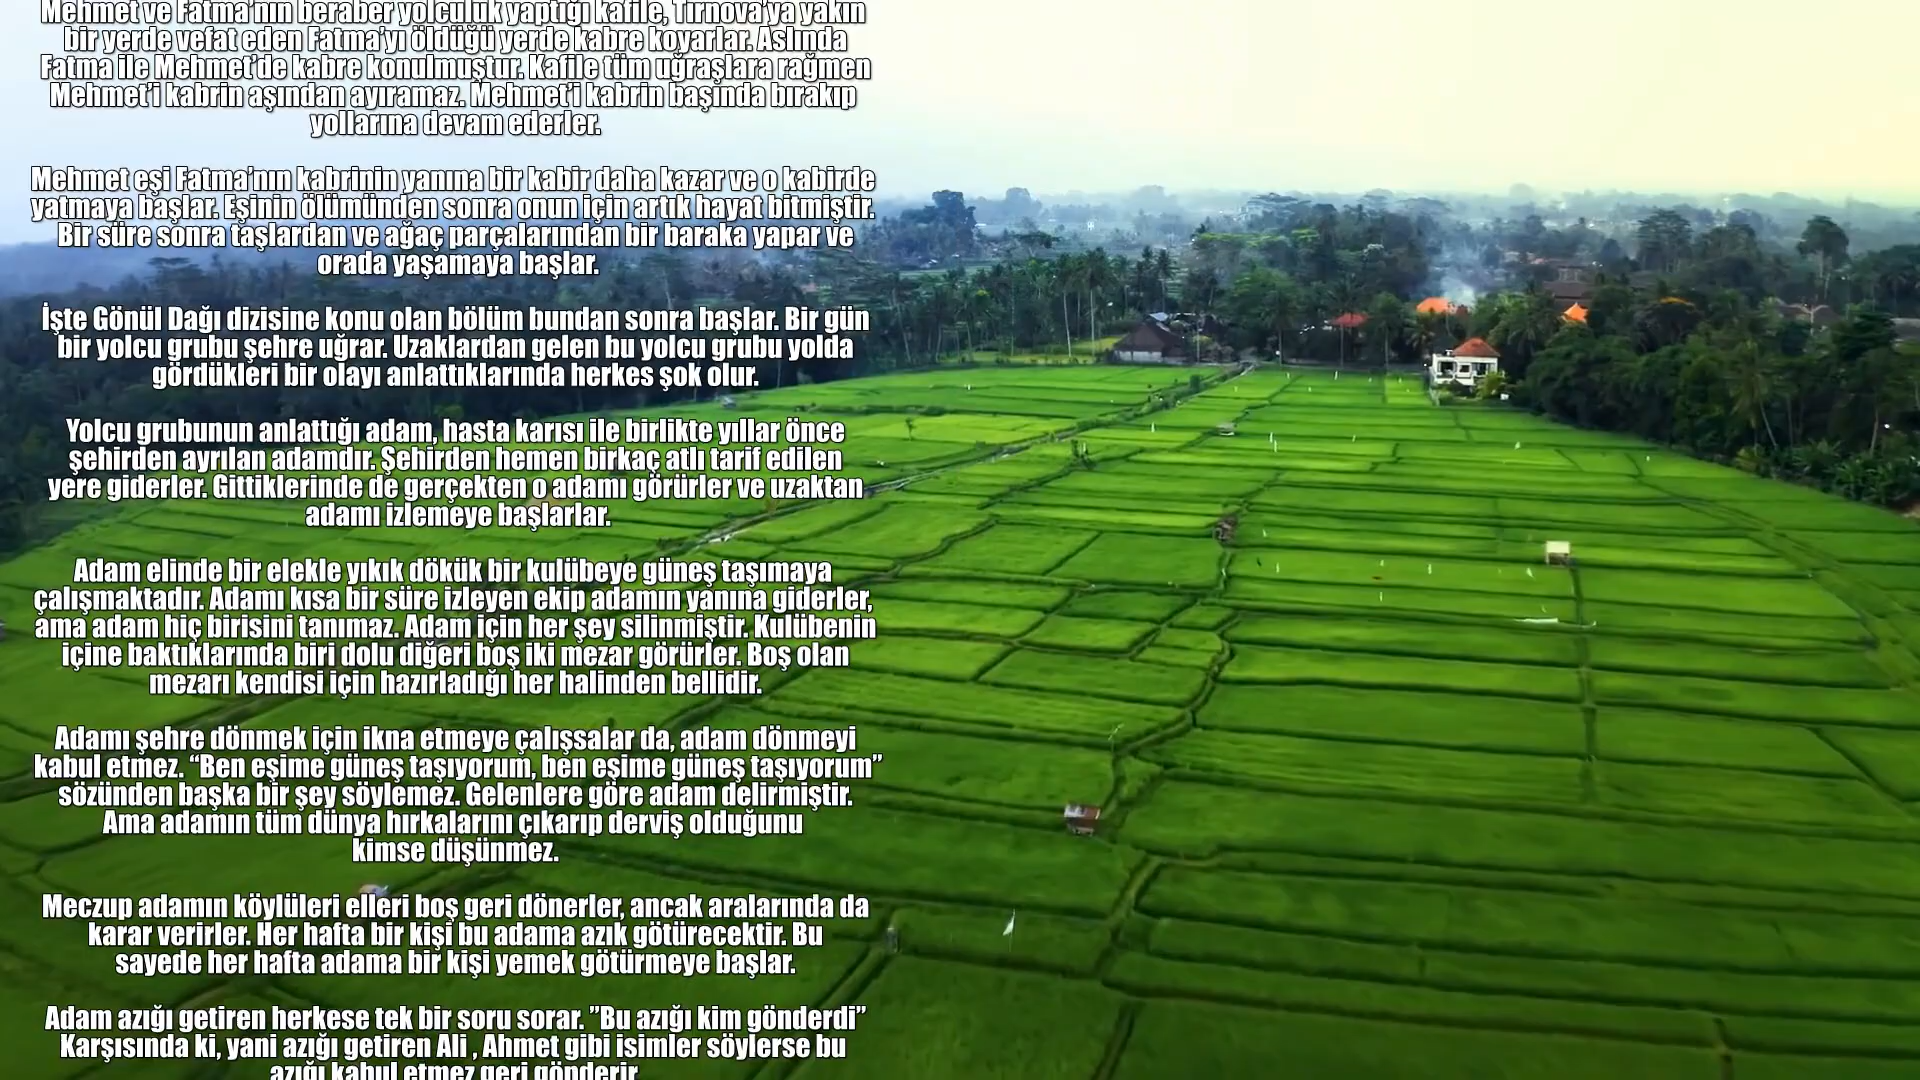 Mehmet ve Fatma’nın beraber yolculuk yaptığı kafile, Tırnova’ya yakın
bir yerde vefat eden Fatma’yı öldüğü yerde kabre koyarlar. Aslında
Fatma ile Mehmet’de kabre konulmuştur. Kafile tüm uğraşlara rağmen
Mehmet’i kabrin aşından ayıramaz. Mehmet’i kabrin başında bırakıp
yollarına devam ederler.
Mehmet eşi Fatma’nın kabrinin yanına bir kabir daha kazar ve o kabirde
yatmaya başlar. Eşinin ölümünden sonra onun için artık hayat bitmiştir.
Bir süre sonra taşlardan ve ağaç parçalarından bir baraka yapar ve
orada yaşamaya başlar.
İşte Gönül Dağı dizisine konu olan bölüm bundan sonra başlar. Bir gün
bir yolcu grubu şehre uğrar. Uzaklardan gelen bu yolcu grubu yolda
gördükleri bir olayı anlattıklarında herkes şok olur.
Yolcu grubunun anlattığı adam, hasta karısı ile birlikte yıllar önce
şehirden ayrılan adamdır. Şehirden hemen birkaç atlı tarif edilen
yere giderler. Gittiklerinde de gerçekten o adamı görürler ve uzaktan
adamı izlemeye başlarlar.
Adam elinde bir elekle yıkık dökük bir kulübeye güneş taşımaya
çalışmaktadır. Adamı kısa bir süre izleyen ekip adamın yanına giderler,
ama adam hiç birisini tanımaz. Adam için her şey silinmiştir. Kulübenin
içine baktıklarında biri dolu diğeri boş iki mezar görürler. Boş olan
mezarı kendisi için hazırladığı her halinden bellidir.
Adamı şehre dönmek için ikna etmeye çalışsalar da, adam dönmeyi
kabul etmez. “Ben eşime güneş taşıyorum, ben eşime güneş taşıyorum”
sözünden başka bir şey söylemez. Gelenlere göre adam delirmiştir.
Ama adamın tüm dünya hırkalarını çıkarıp derviş olduğunu
kimse düşünmez.
Meczup adamın köylüleri elleri boş geri dönerler, ancak aralarında da
karar verirler. Her hafta bir kişi bu adama azık götürecektir. Bu
sayede her hafta adama bir kişi yemek götürmeye başlar.
Adam azığı getiren herkese tek bir soru sorar. ”Bu azığı kim gönderdi”
Karşısında ki, yani azığı getiren Ali , Ahmet gibi isimler söylerse bu
azığı kabul etmez geri gönderir